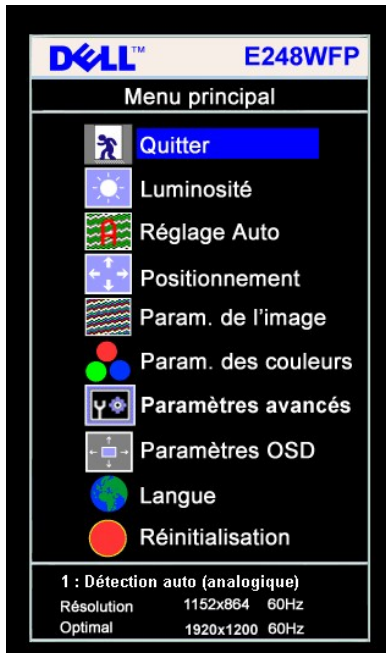 DELL™ E248WFP
Menu principal
Quitter
Luminosité
Réglage Auto
Positionnement
Param. de l'image
Param. des couleurs
Paramètres avancés
Paramètres OSD
Langue
Réinitialisation
1 : Détection auto (analogique)
Résolution 1152x864 60Hz
Optimal 1920x1200 60Hz